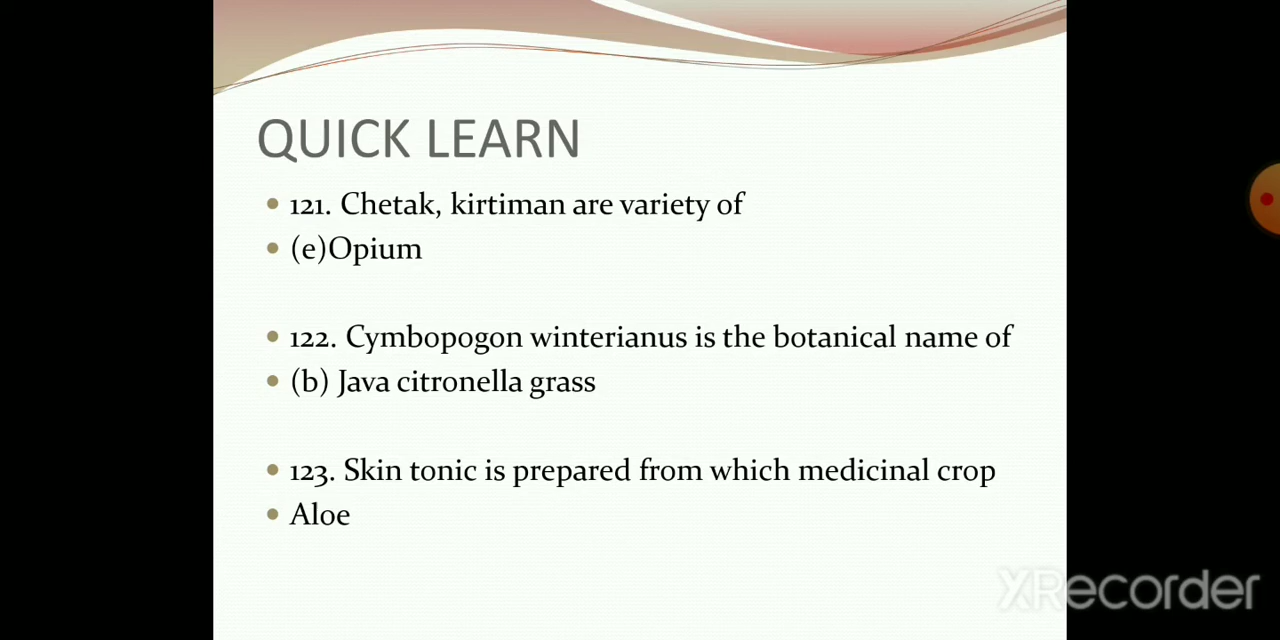 QUICK LEARN
121. Chetak, kirtiman are variety of
(e)Opium
122. Cymbopogon winterianus is the botanical name of
(b) Java citronella grass
123. Skin tonic is prepared from which medicinal crop
Aloe
XRecorder